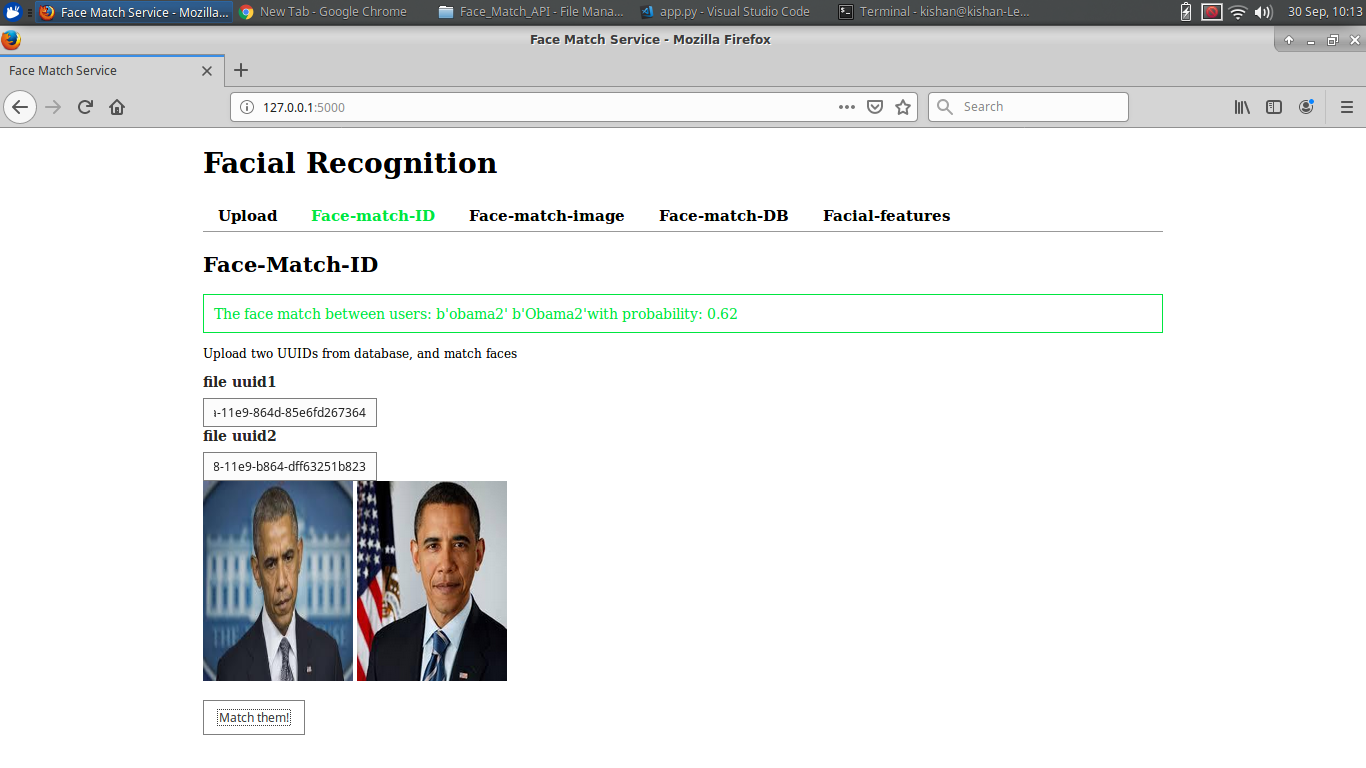 Face Match Service - Mozilla... New Tab - Google Chrome Face_Match_API - File Mana... app.py - Visual Studio Code Terminal - kishan@kishan-Le... 30 Sep, 10:13
Face Match Service - Mozilla Firefox
Face Match Service
127.0.0.1:5000 Search
Facial Recognition
Upload Face-match-ID Face-match-image Face-match-DB Facial-features
Face-Match-ID
The face match between users: b'obama2' b'Obama2'with probability: 0.62
Upload two UUIDs from database, and match faces
file uuid1
-11e9-864d-85e6fd267364
file uuid2
8-11e9-b864-dff63251b823
Match them!